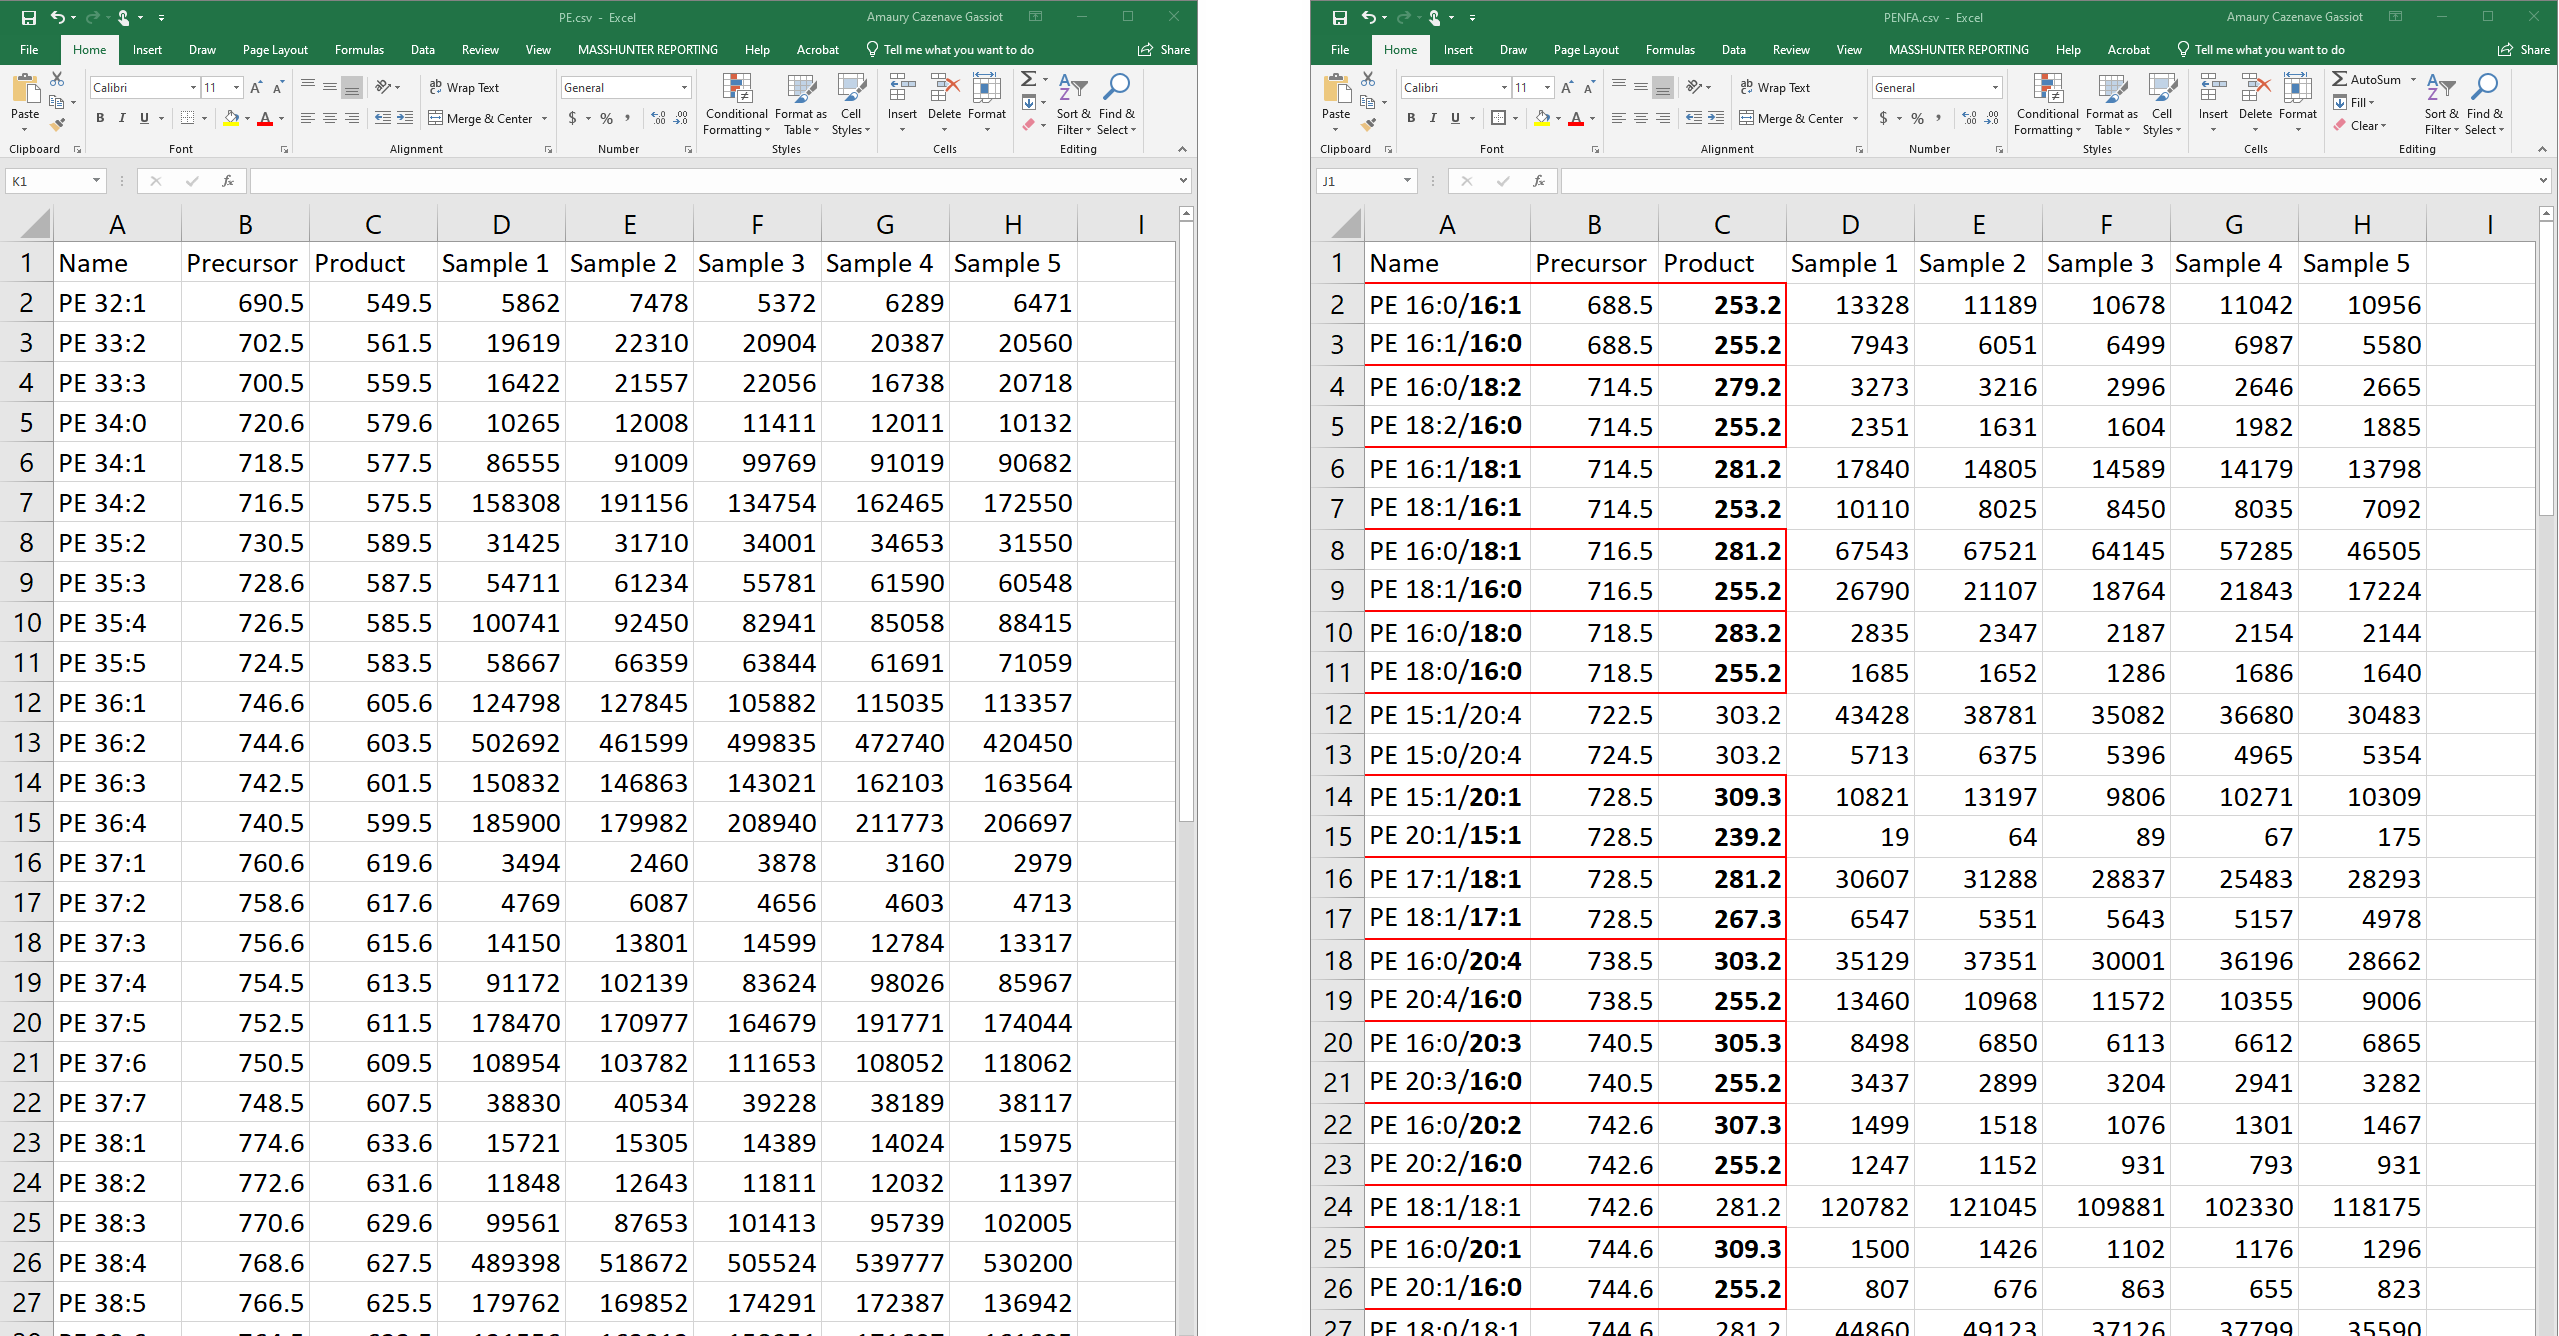 PE.csv - Excel
Amaury Cazenave Gassiot
File Home Insert Draw Page Layout Formulas Data Review View MASSHUNTER REPORTING Help Acrobat Tell me what you want to do Share
Paste
Calibri 11
B I U
Wrap Text
Merge & Center
General
$ % ,
Conditional Formatting
Format as Table
Cell Styles
Insert Delete Format
Sort & Filter
Find & Select
Clipboard Font Alignment Number Styles Cells Editing
K1 fx
A B C D E F G H I
1 Name Precursor Product Sample 1 Sample 2 Sample 3 Sample 4 Sample 5
2 PE 32:1 690.5 549.5 5862 7478 5372 6289 6471
3 PE 33:2 702.5 561.5 19619 22310 20904 20387 20560
4 PE 33:3 700.5 559.5 16422 21557 22056 16738 20718
5 PE 34:0 720.6 579.6 10265 12008 11411 12011 10132
6 PE 34:1 718.5 577.5 86555 91009 99769 91019 90682
7 PE 34:2 716.5 575.5 158308 191156 134754 162465 172550
8 PE 35:2 730.5 589.5 31425 31710 34001 34653 31550
9 PE 35:3 728.6 587.5 54711 61234 55781 61590 60548
10 PE 35:4 726.5 585.5 100741 92450 82941 85058 88415
11 PE 35:5 724.5 583.5 58667 66359 63844 61691 71059
12 PE 36:1 746.6 605.6 124798 127845 105882 115035 113357
13 PE 36:2 744.6 603.5 502692 461599 499835 472740 420450
14 PE 36:3 742.5 601.5 150832 146863 143021 162103 163564
15 PE 36:4 740.5 599.5 185900 179982 208940 211773 206697
16 PE 37:1 760.6 619.6 3494 2460 3878 3160 2979
17 PE 37:2 758.6 617.6 4769 6087 4656 4603 4713
18 PE 37:3 756.6 615.6 14150 13801 14599 12784 13317
19 PE 37:4 754.5 613.5 91172 102139 83624 98026 85967
20 PE 37:5 752.5 611.5 178470 170977 164679 191771 174044
21 PE 37:6 750.5 609.5 108954 103782 111653 108052 118062
22 PE 37:7 748.5 607.5 38830 40534 39228 38189 38117
23 PE 38:1 774.6 633.6 15721 15305 14389 14024 15975
24 PE 38:2 772.6 631.6 11848 12643 11811 12032 11397
25 PE 38:3 770.6 629.6 99561 87653 101413 95739 102005
26 PE 38:4 768.6 627.5 489398 518672 505524 539777 530200
27 PE 38:5 766.5 625.5 179762 169852 174291 172387 136942
PENFA.csv - Excel
Amaury Cazenave Gassiot
File Home Insert Draw Page Layout Formulas Data Review View MASSHUNTER REPORTING Help Acrobat Tell me what you want to do Share
Paste
Calibri 11
B I U
Wrap Text
Merge & Center
General
$ % ,
Conditional Formatting
Format as Table
Cell Styles
Insert Delete Format
AutoSum
Fill
Clear
Sort & Filter
Find & Select
Clipboard Font Alignment Number Styles Cells Editing
J1 fx
A B C D E F G H I
1 Name Precursor Product Sample 1 Sample 2 Sample 3 Sample 4 Sample 5
2 PE 16:0/16:1 688.5 253.2 13328 11189 10678 11042 10956
3 PE 16:1/16:0 688.5 255.2 7943 6051 6499 6987 5580
4 PE 16:0/18:2 714.5 279.2 3273 3216 2996 2646 2665
5 PE 18:2/16:0 714.5 255.2 2351 1631 1604 1982 1885
6 PE 16:1/18:1 714.5 281.2 17840 14805 14589 14179 13798
7 PE 18:1/16:1 714.5 253.2 10110 8025 8450 8035 7092
8 PE 16:0/18:1 716.5 281.2 67543 67521 64145 57285 46505
9 PE 18:1/16:0 716.5 255.2 26790 21107 18764 21843 17224
10 PE 16:0/18:0 718.5 283.2 2835 2347 2187 2154 2144
11 PE 18:0/16:0 718.5 255.2 1685 1652 1286 1686 1640
12 PE 15:1/20:4 722.5 303.2 43428 38781 35082 36680 30483
13 PE 15:0/20:4 724.5 303.2 5713 6375 5396 4965 5354
14 PE 15:1/20:1 728.5 309.3 10821 13197 9806 10271 10309
15 PE 20:1/15:1 728.5 239.2 19 64 89 67 175
16 PE 17:1/18:1 728.5 281.2 30607 31288 28837 25483 28293
17 PE 18:1/17:1 728.5 267.3 6547 5351 5643 5157 4978
18 PE 16:0/20:4 738.5 303.2 35129 37351 30001 36196 28662
19 PE 20:4/16:0 738.5 255.2 13460 10968 11572 10355 9006
20 PE 16:0/20:3 740.5 305.3 8498 6850 6113 6612 6865
21 PE 20:3/16:0 740.5 255.2 3437 2899 3204 2941 3282
22 PE 16:0/20:2 742.6 307.3 1499 1518 1076 1301 1467
23 PE 20:2/16:0 742.6 255.2 1247 1152 931 793 931
24 PE 18:1/18:1 742.6 281.2 120782 121045 109881 102330 118175
25 PE 16:0/20:1 744.6 309.3 1500 1426 1102 1176 1296
26 PE 20:1/16:0 744.6 255.2 807 676 863 655 823
27 PE 18:0/18:1 744.6 281.2 44860 49123 37126 37799 35590